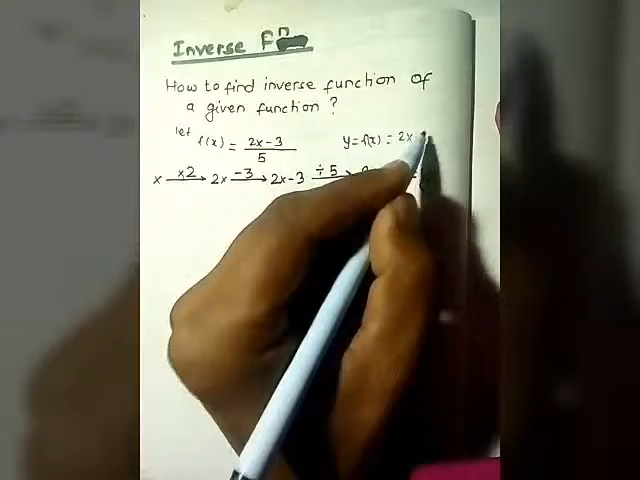 Inverse Fn
How to find inverse function of
a given function ?
let f(x) = 2x-3 / 5 y = f(x) = 2x
x ×2→ 2x -3→ 2x-3 ÷5→